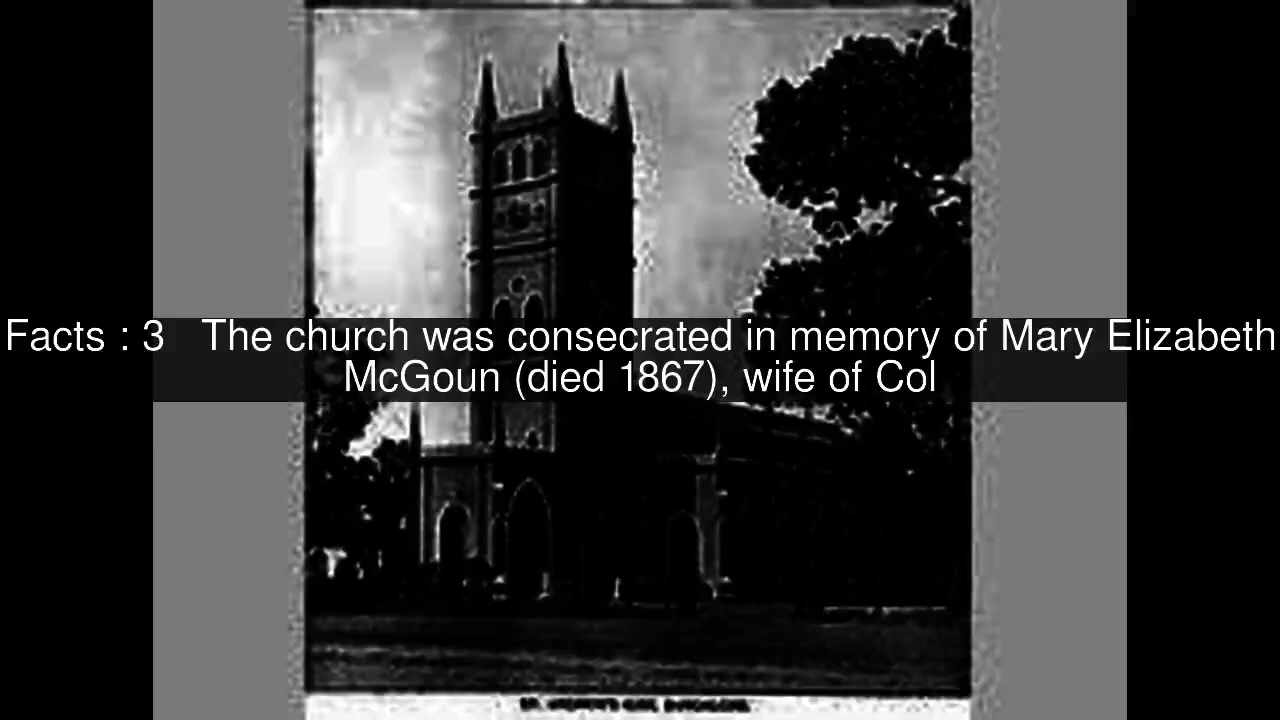 Facts : 3 The church was consecrated in memory of Mary Elizabeth
McGoun (died 1867), wife of Col